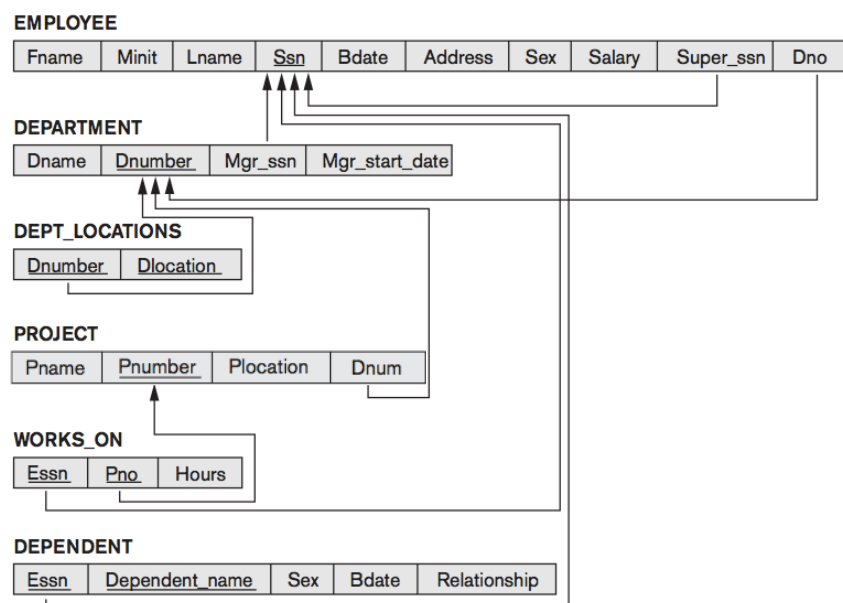 EMPLOYEE
Fname Minit Lname Ssn Bdate Address Sex Salary Super_ssn Dno
DEPARTMENT
Dname Dnumber Mgr_ssn Mgr_start_date
DEPT_LOCATIONS
Dnumber Dlocation
PROJECT
Pname Pnumber Plocation Dnum
WORKS_ON
Essn Pno Hours
DEPENDENT
Essn Dependent_name Sex Bdate Relationship